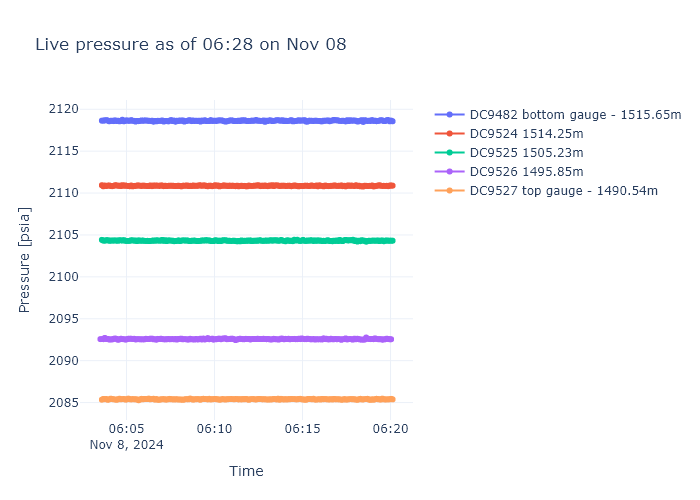 Live pressure as of 06:28 on Nov 08
2120
2115
2110
2105
2100
2095
2090
2085
Pressure [psia]
06:05
06:10
06:15
06:20
Nov 8, 2024
Time
DC9482 bottom gauge - 1515.65m
DC9524 1514.25m
DC9525 1505.23m
DC9526 1495.85m
DC9527 top gauge - 1490.54m